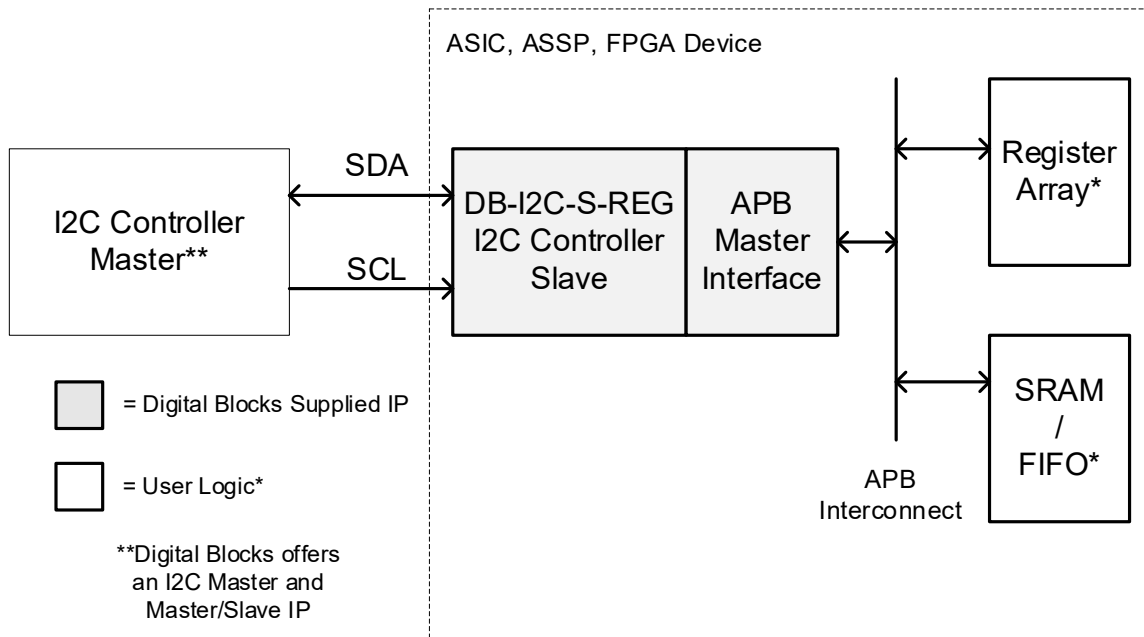 ASIC, ASSP, FPGA Device
I2C Controller
Master**
SDA
SCL
DB-I2C-S-REG
I2C Controller
Slave
APB
Master
Interface
Register
Array*
SRAM
/
FIFO*
APB
Interconnect
= Digital Blocks Supplied IP
= User Logic*
**Digital Blocks offers
an I2C Master and
Master/Slave IP